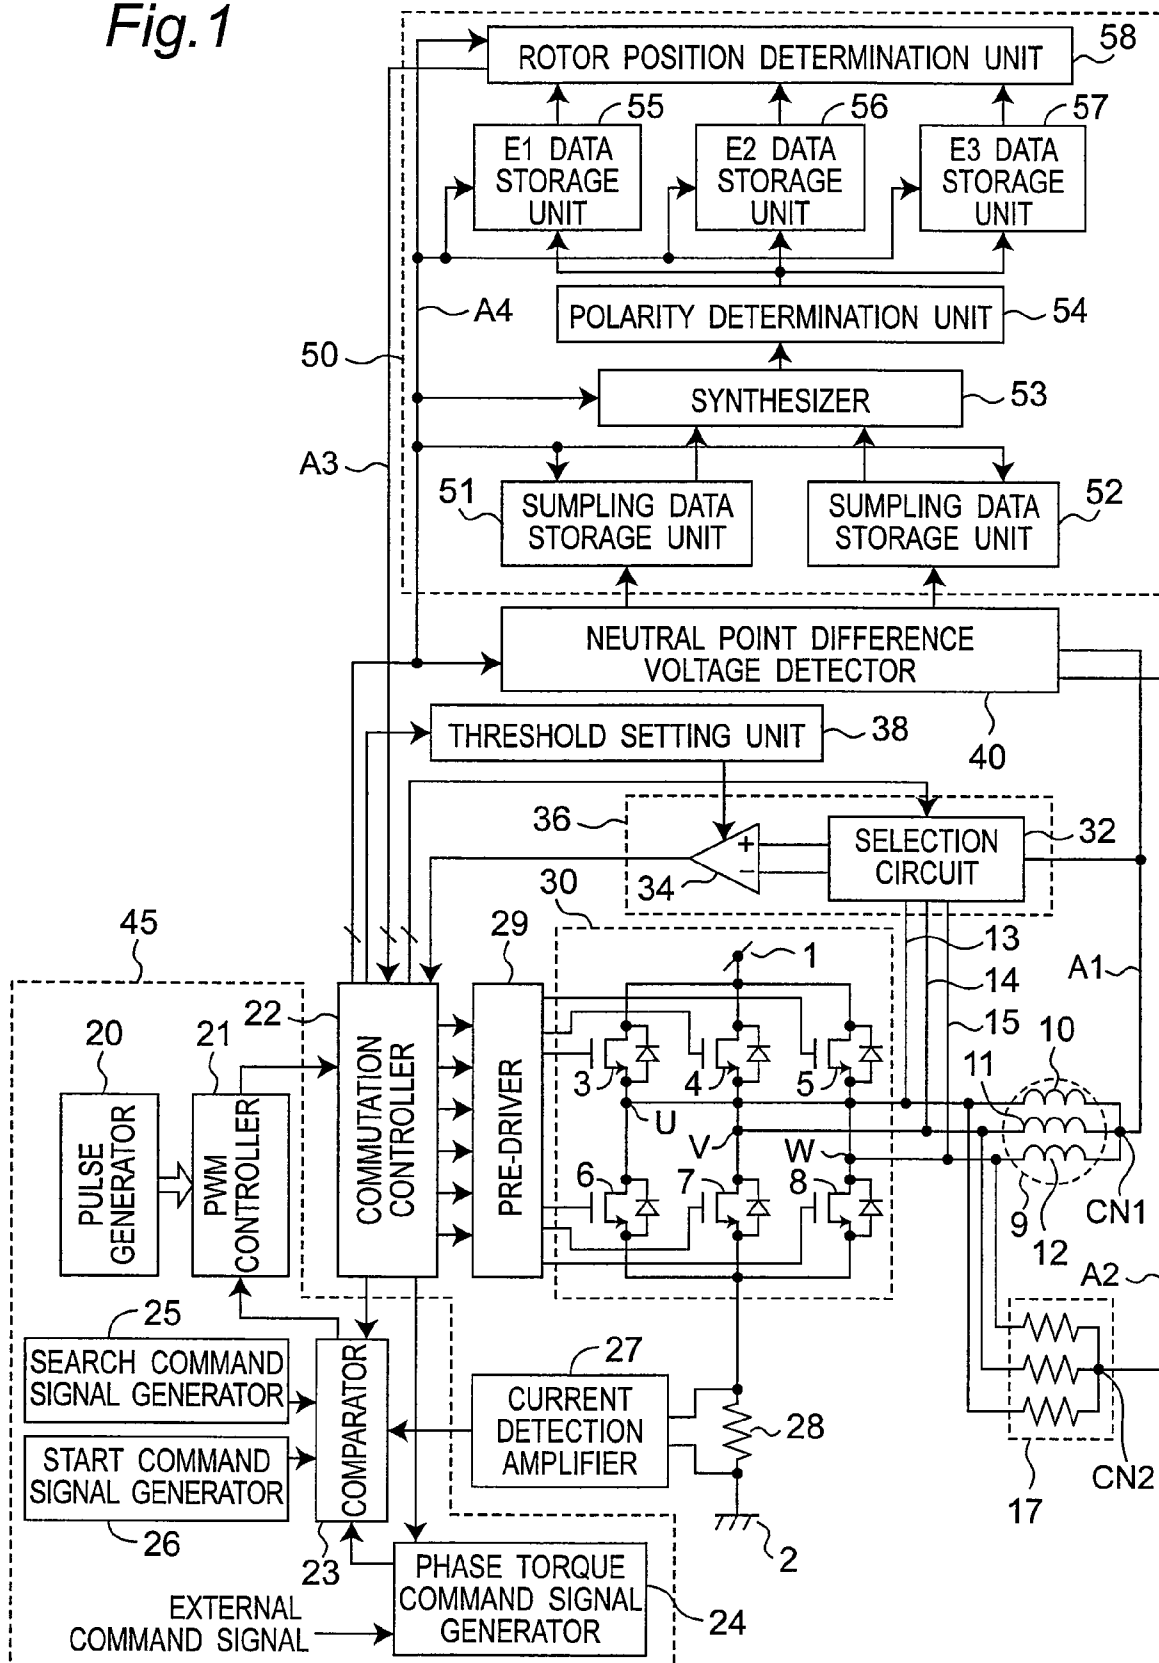 Fig.1
ROTOR POSITION DETERMINATION UNIT
58
55
56
57
E1 DATA
STORAGE
UNIT
E2 DATA
STORAGE
UNIT
E3 DATA
STORAGE
UNIT
A4
POLARITY DETERMINATION UNIT
54
50
SYNTHESIZER
53
A3
51
SUMPLING DATA
STORAGE UNIT
SUMPLING DATA
STORAGE UNIT
52
NEUTRAL POINT DIFFERENCE
VOLTAGE DETECTOR
40
THRESHOLD SETTING UNIT
38
36
SELECTION
CIRCUIT
32
+
−
34
30
45
29
1
13
14
15
A1
22
20
21
10
11
PULSE
GENERATOR
PWM
CONTROLLER
COMMUTATION
CONTROLLER
PRE-DRIVER
3
4
5
U
V
W
6
7
8
9
12
CN1
A2
25
SEARCH COMMAND
SIGNAL GENERATOR
START COMMAND
SIGNAL GENERATOR
26
COMPARATOR
23
27
CURRENT
DETECTION
AMPLIFIER
28
2
CN2
17
PHASE TORQUE
COMMAND SIGNAL
GENERATOR
24
EXTERNAL
COMMAND SIGNAL